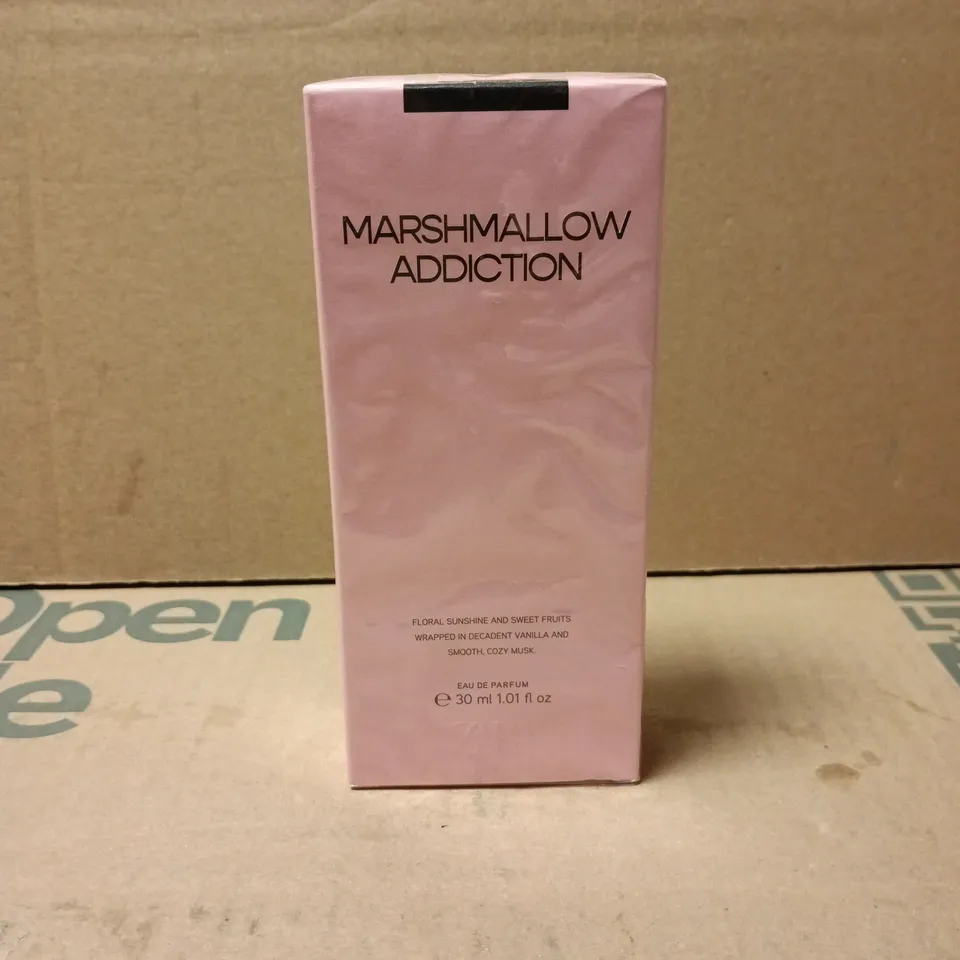 MARSHMALLOW
ADDICTION
FLORAL SUNSHINE AND SWEET FRUITS
WRAPPED IN DECADENT VANILLA AND
SMOOTH, COZY MUSK.
EAU DE PARFUM
℮ 30 ml 1.01 fl oz
Open